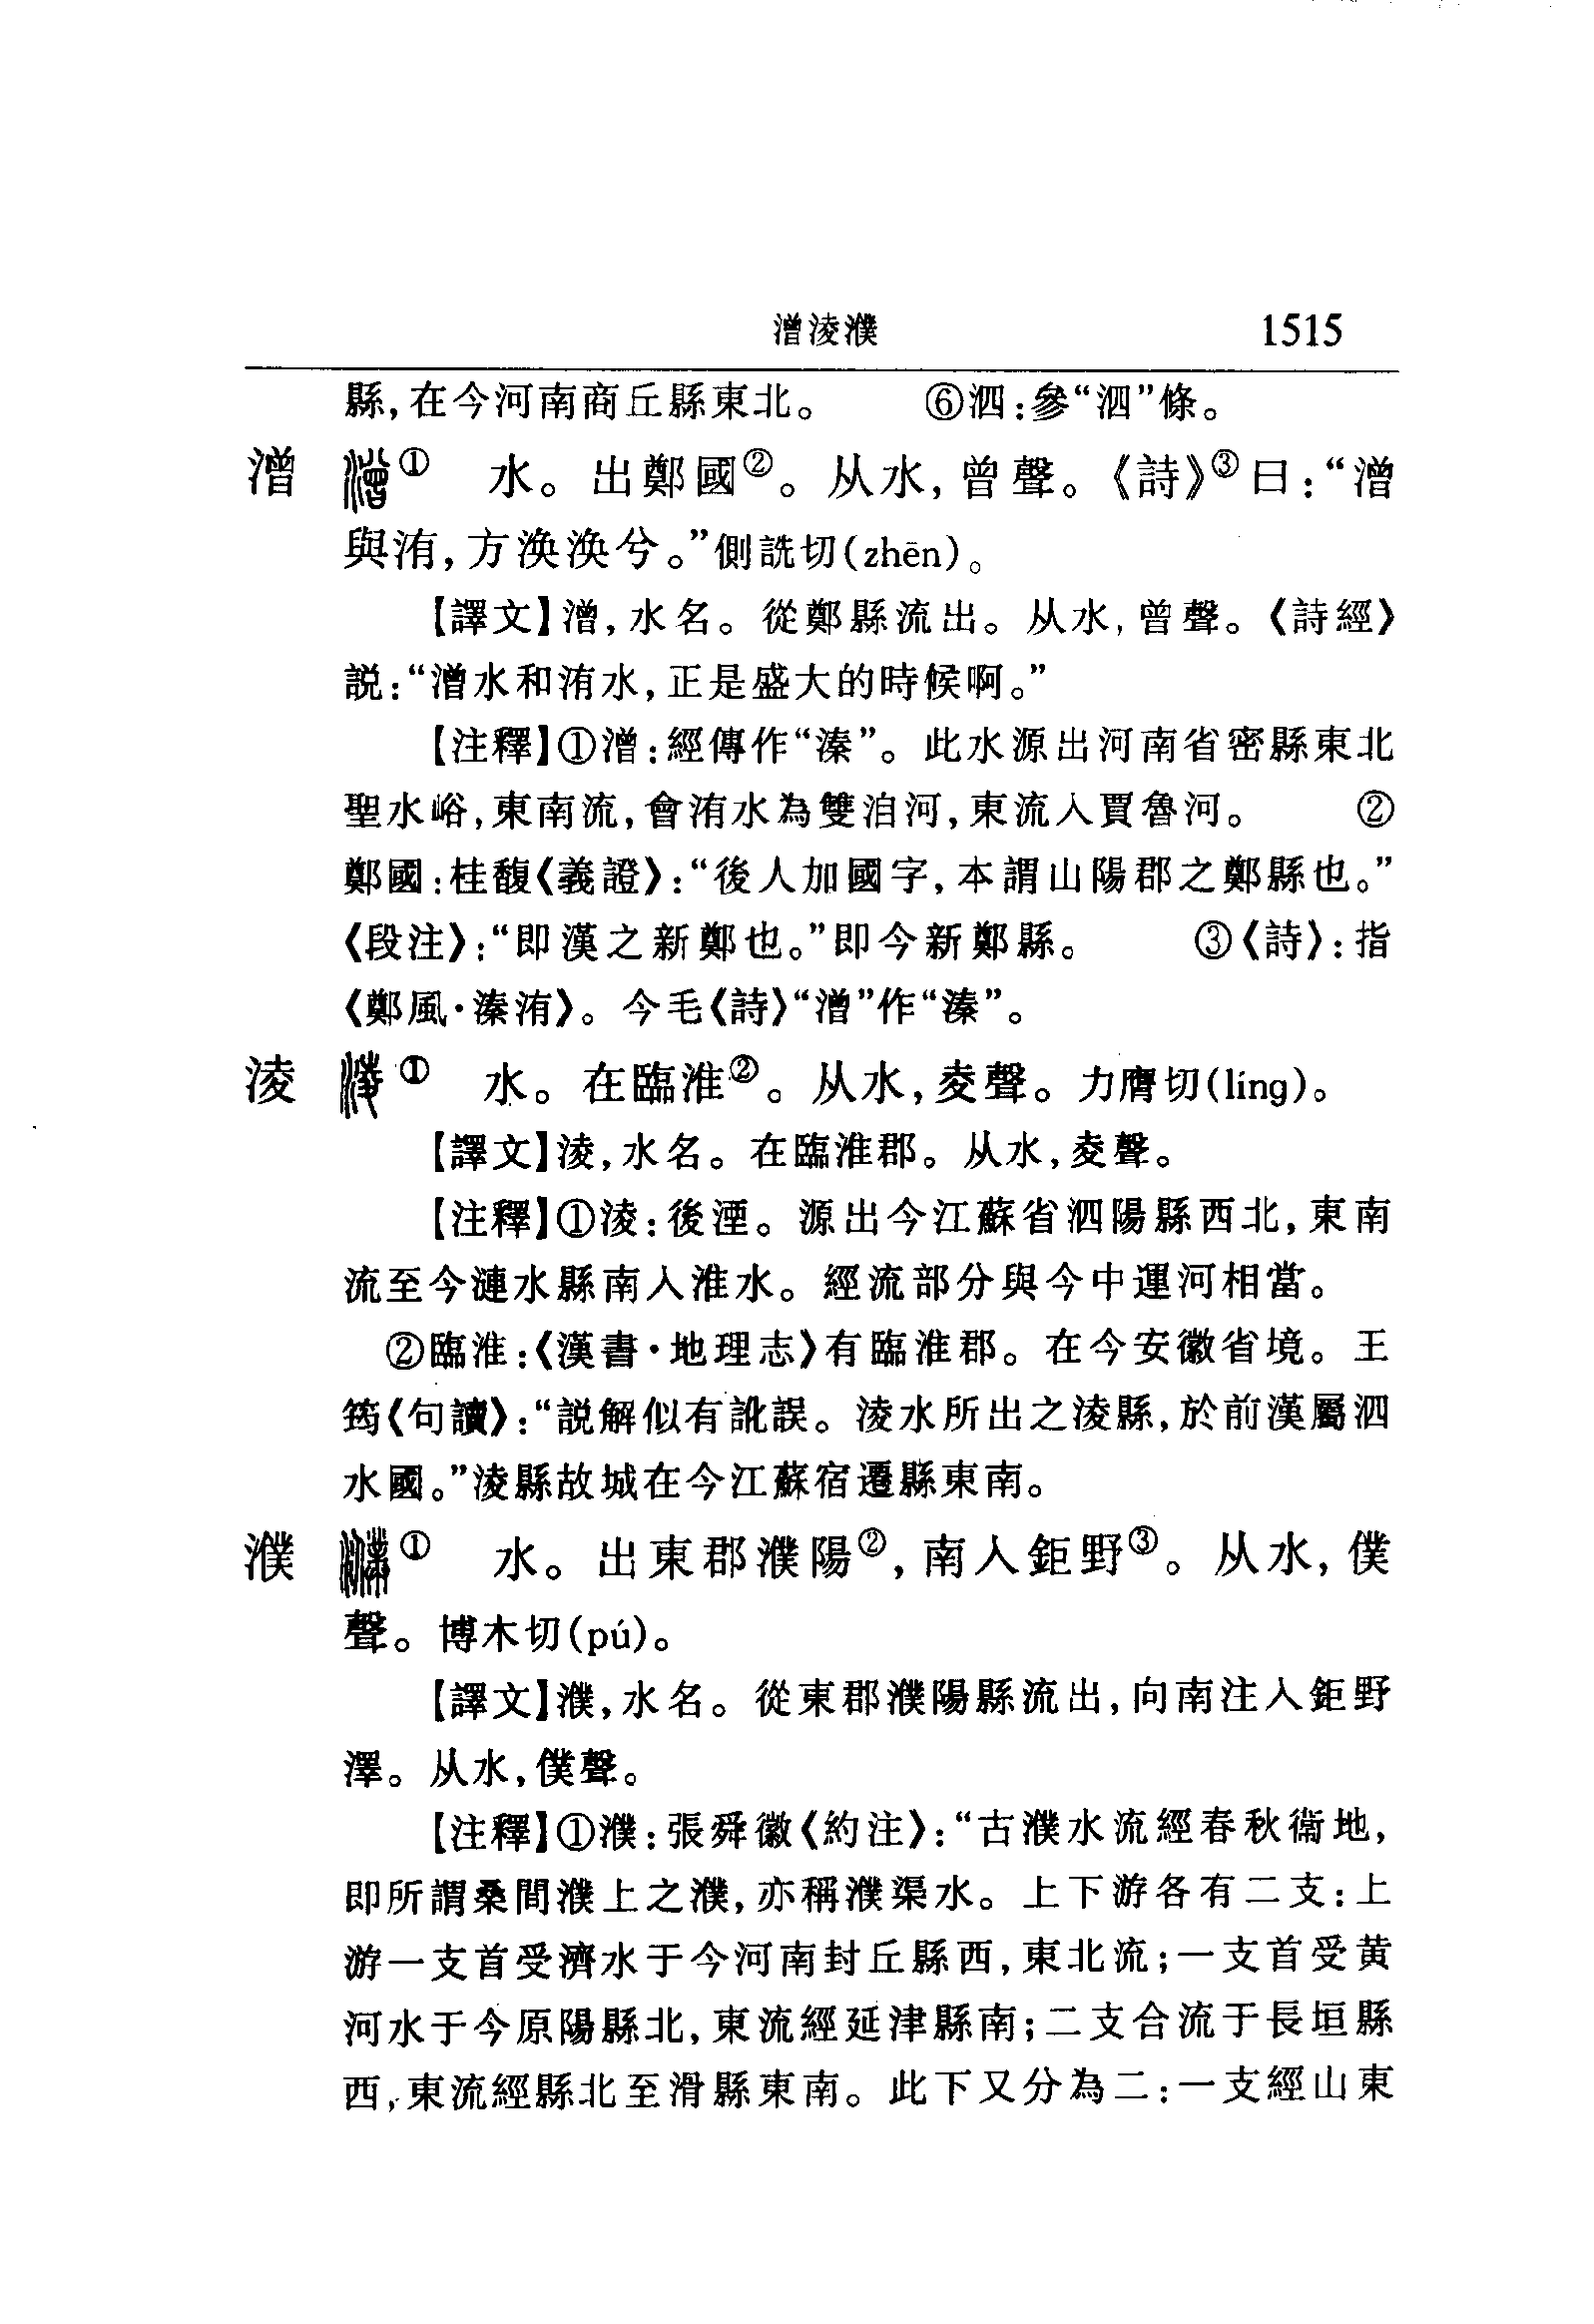 潧淩濮 1515
縣,在今河南商丘縣東北。 ⑥泗:參“泗”條。
潧 ① 水。出鄭國②。从水,曾聲。《詩》③曰:“潧
與洧,方渙渙兮。”側詵切(zhēn)。
【譯文】潧,水名。從鄭縣流出。从水,曾聲。《詩經》
説:“潧水和洧水,正是盛大的時候啊。”
【注釋】①潧:經傳作“溱”。此水源出河南省密縣東北
聖水峪,東南流,會洧水為雙洎河,東流入賈魯河。 ②
鄭國:桂馥《義證》:“後人加國字,本謂山陽郡之鄭縣也。”
《段注》:“即漢之新鄭也。”即今新鄭縣。 ③《詩》:指
《鄭風·溱洧》。今毛《詩》“潧”作“溱”。
淩 ① 水。在臨淮②。从水,夌聲。力膺切(líng)。
【譯文】淩,水名。在臨淮郡。从水,夌聲。
【注釋】①淩:後湮。源出今江蘇省泗陽縣西北,東南
流至今漣水縣南入淮水。經流部分與今中運河相當。
②臨淮:《漢書·地理志》有臨淮郡。在今安徽省境。王
筠《句讀》:“説解似有訛誤。淩水所出之淩縣,於前漢屬泗
水國。”淩縣故城在今江蘇宿遷縣東南。
濮 ① 水。出東郡濮陽②,南入鉅野③。从水,僕
聲。博木切(pú)。
【譯文】濮,水名。從東郡濮陽縣流出,向南注入鉅野
澤。从水,僕聲。
【注釋】①濮:張舜徽《約注》:“古濮水流經春秋衞地,
即所謂桑間濮上之濮,亦稱濮渠水。上下游各有二支:上
游一支首受濟水于今河南封丘縣西,東北流;一支首受黄
河水于今原陽縣北,東流經延津縣南;二支合流于長垣縣
西,東流經縣北至滑縣東南。此下又分為二:一支經山東